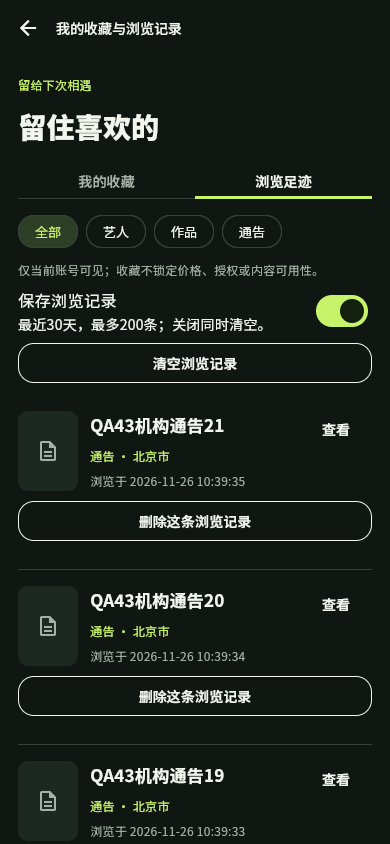 我的收藏与浏览记录
留给下次相遇
留住喜欢的
我的收藏
浏览足迹
全部
艺人
作品
通告
仅当前账号可见；收藏不锁定价格、授权或内容可用性。
保存浏览记录
最近30天，最多200条；关闭同时清空。
清空浏览记录
QA43机构通告21
查看
通告 · 北京市
浏览于 2026-11-26 10:39:35
删除这条浏览记录
QA43机构通告20
查看
通告 · 北京市
浏览于 2026-11-26 10:39:34
删除这条浏览记录
QA43机构通告19
查看
通告 · 北京市
浏览于 2026-11-26 10:39:33